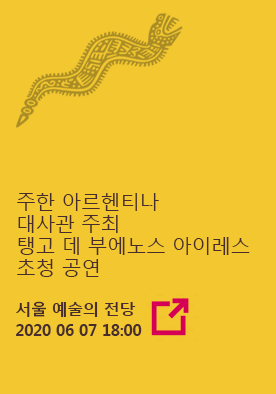 주한 아르헨티나
대사관 주최
탱고 데 부에노스 아이레스
초청 공연
서울 예술의 전당
2020 06 07 18:00